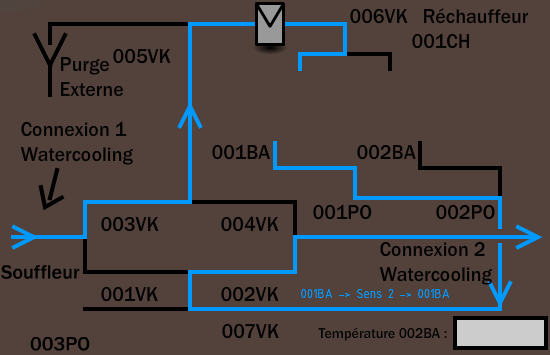 006VK Réchauffeur
001CH
005VK
Purge
Externe
Connexion 1
Watercooling
001BA
002BA
003VK
004VK
001PO
002PO
Connexion 2
Watercooling
Souffleur
001VK
002VK
001BA -> Sens 2 -> 001BA
007VK
Température 002BA :
003PO